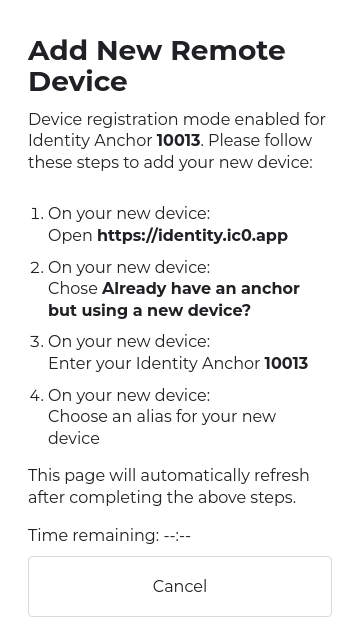 Add New Remote
Device
Device registration mode enabled for
Identity Anchor 10013. Please follow
these steps to add your new device:
1. On your new device:
Open https://identity.ic0.app
2. On your new device:
Chose Already have an anchor
but using a new device?
3. On your new device:
Enter your Identity Anchor 10013
4. On your new device:
Choose an alias for your new
device
This page will automatically refresh
after completing the above steps.
Time remaining: --:--
Cancel